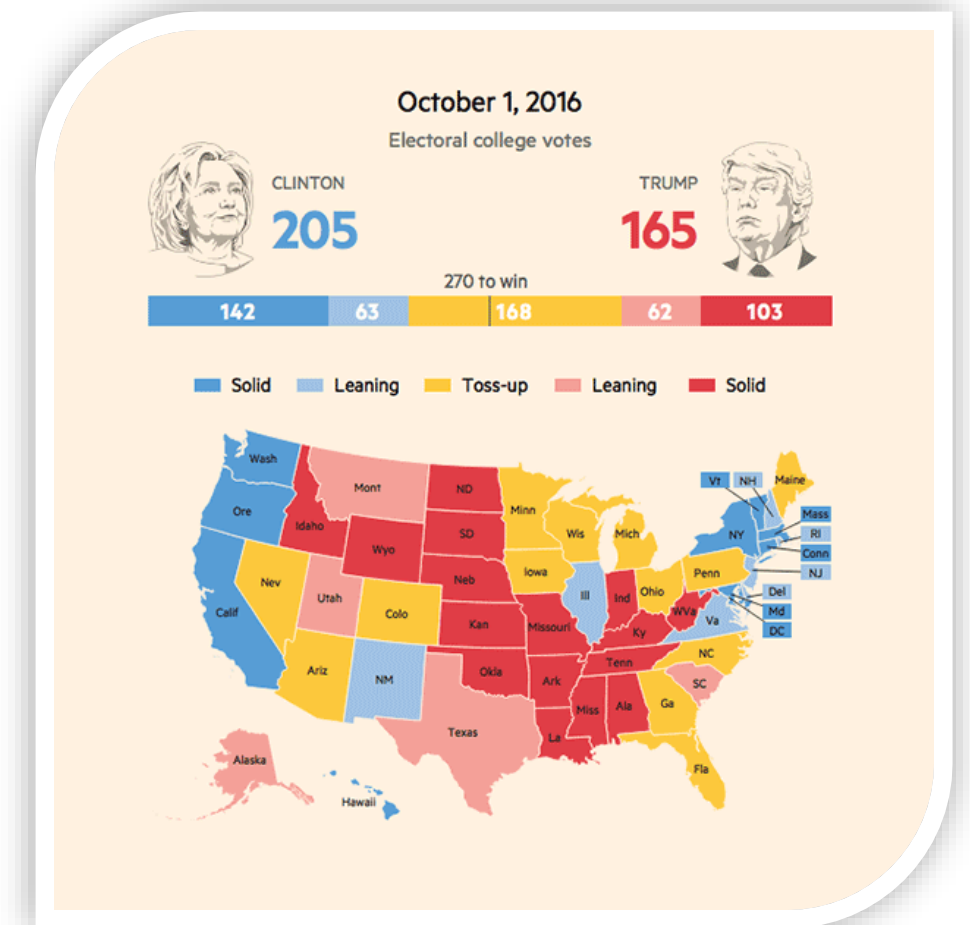 October 1, 2016
Electoral college votes
CLINTON
205
TRUMP
165
270 to win
142 63 168 62 103
Solid Leaning Toss-up Leaning Solid
Wash
Ore
Calif
Idaho
Nev
Mont
Wyo
Utah
Ariz
Colo
NM
ND
SD
Neb
Kan
Okla
Texas
Minn
Iowa
Missouri
Ark
La
Wis
Ill
Mich
Ind
Ohio
Ky
Tenn
Miss
Ala
WVa
Penn
Va
NC
SC
Ga
Fla
NY
Vt
NH
Maine
Mass
RI
Conn
NJ
Del
Md
DC
Alaska
Hawaii